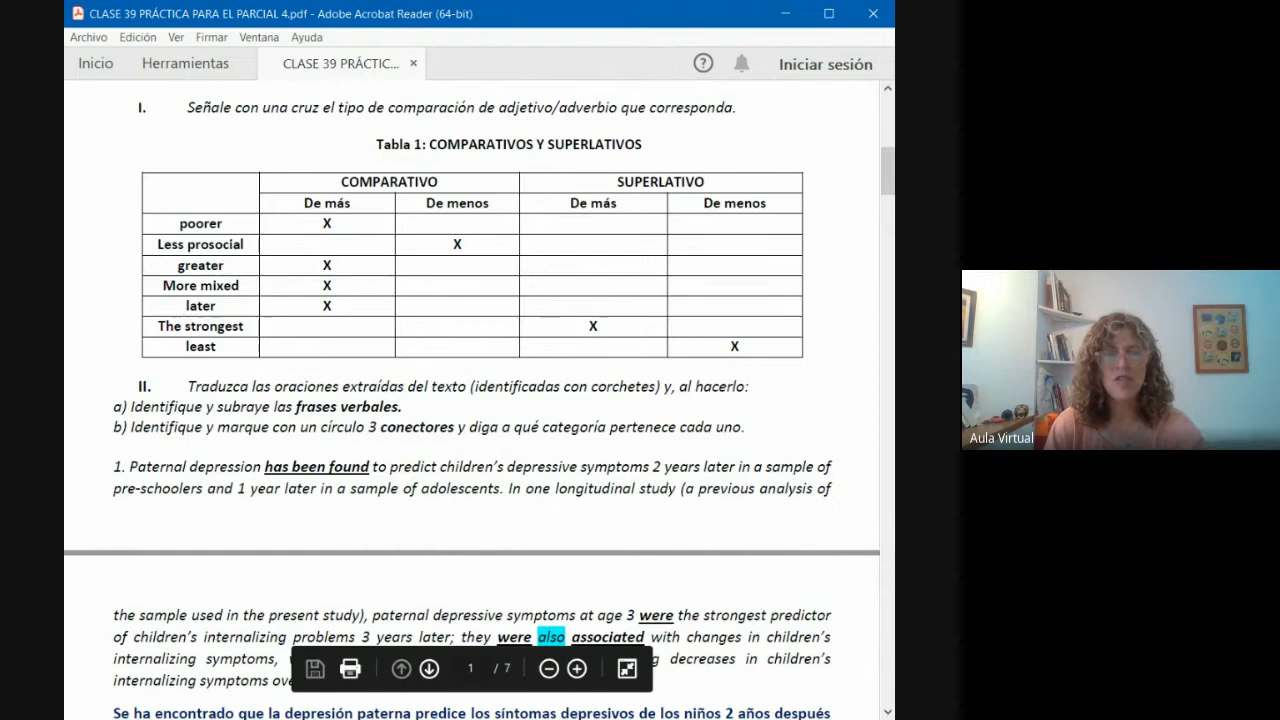 CLASE 39 PRÁCTICA PARA EL PARCIAL 4.pdf - Adobe Acrobat Reader (64-bit)
Archivo Edición Ver Firmar Ventana Ayuda
Inicio Herramientas CLASE 39 PRÁCTIC... × Iniciar sesión
I. Señale con una cruz el tipo de comparación de adjetivo/adverbio que corresponda.
Tabla 1: COMPARATIVOS Y SUPERLATIVOS
COMPARATIVO SUPERLATIVO
De más De menos De más De menos
poorer X
Less prosocial X
greater X
More mixed X
later X
The strongest X
least X
II. Traduzca las oraciones extraídas del texto (identificadas con corchetes) y, al hacerlo:
a) Identifique y subraye las frases verbales.
b) Identifique y marque con un círculo 3 conectores y diga a qué categoría pertenece cada uno.
1. Paternal depression has been found to predict children's depressive symptoms 2 years later in a sample of
pre-schoolers and 1 year later in a sample of adolescents. In one longitudinal study (a previous analysis of
the sample used in the present study), paternal depressive symptoms at age 3 were the strongest predictor
of children's internalizing problems 3 years later; they were also associated with changes in children's
internalizing symptoms, decreases in children's
internalizing symptoms
1 / 7
Se ha encontrado que la depresión paterna predice los síntomas depresivos de los niños 2 años después
Aula Virtual